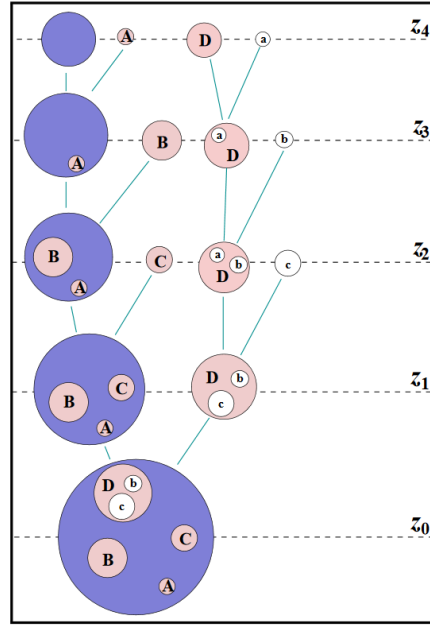 A D a z₄
A B a D b z₃
B A C a b D c z₂
B C A D b c z₁
D b c B C A z₀